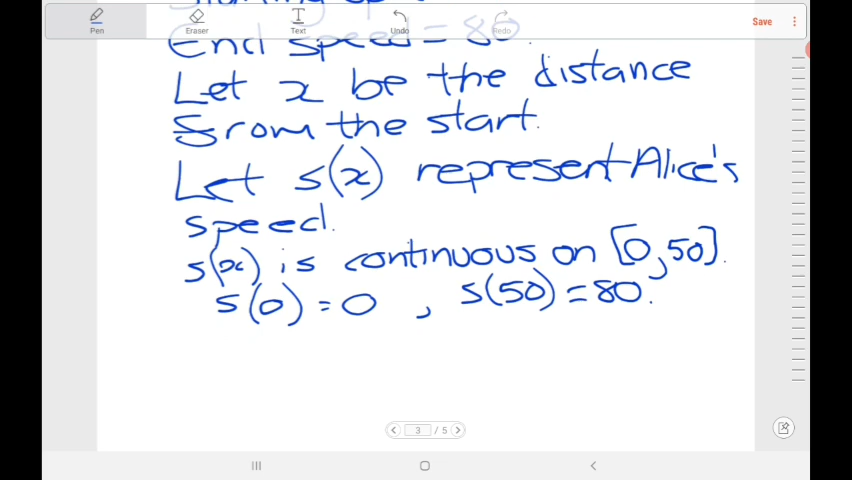 Pen Eraser Text Undo Redo Save
End speed = 80.
Let x be the distance
from the start.
Let s(x) represent Alice's
speed.
s(x) is continuous on [0,50].
s(0) = 0 , s(50) = 80.
3 / 5